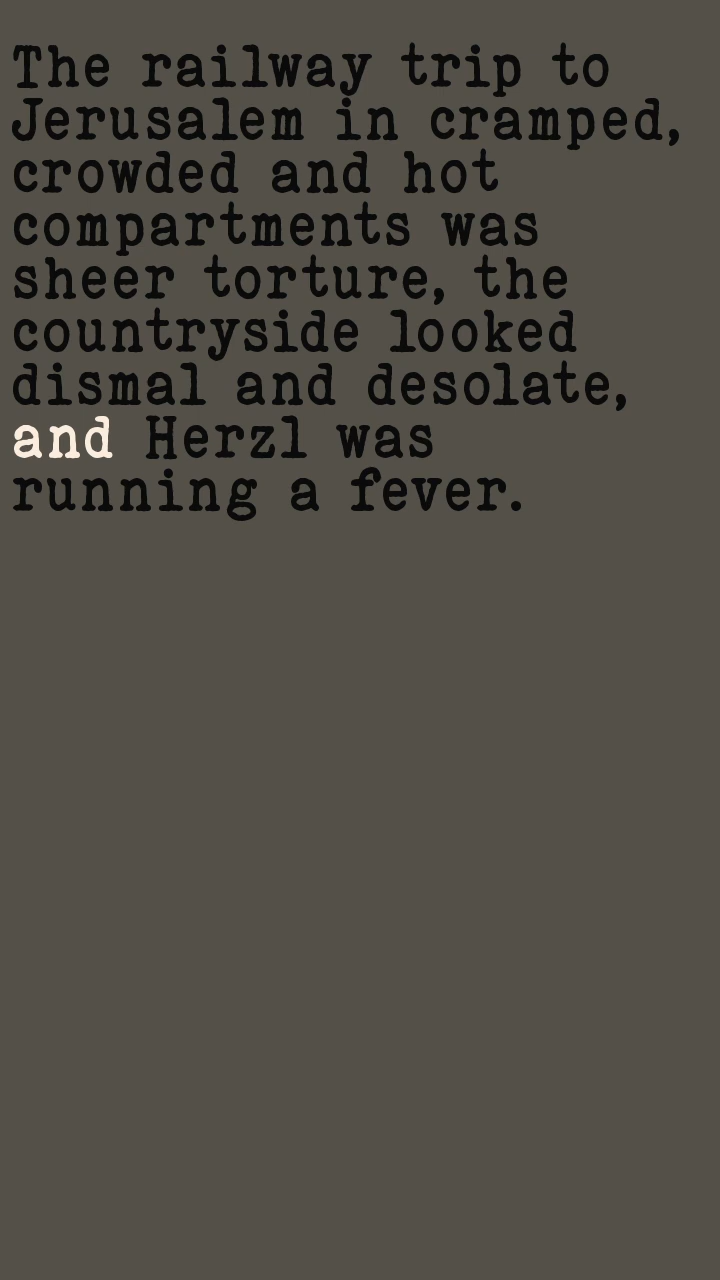 The railway trip to
Jerusalem in cramped,
crowded and hot
compartments was
sheer torture, the
countryside looked
dismal and desolate,
and Herzl was
running a fever.